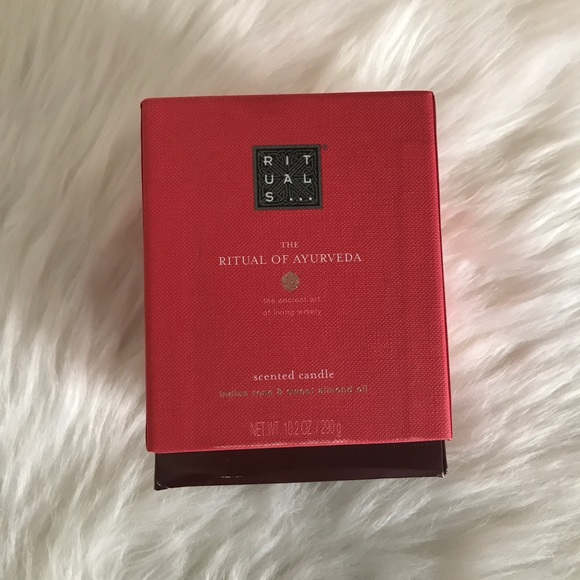 RIT
UAL
S...
THE
RITUAL OF AYURVEDA
the ancient art
of living wisely
scented candle
indian rose & sweet almond oil
NET.WT 10.2 OZ / 290 g